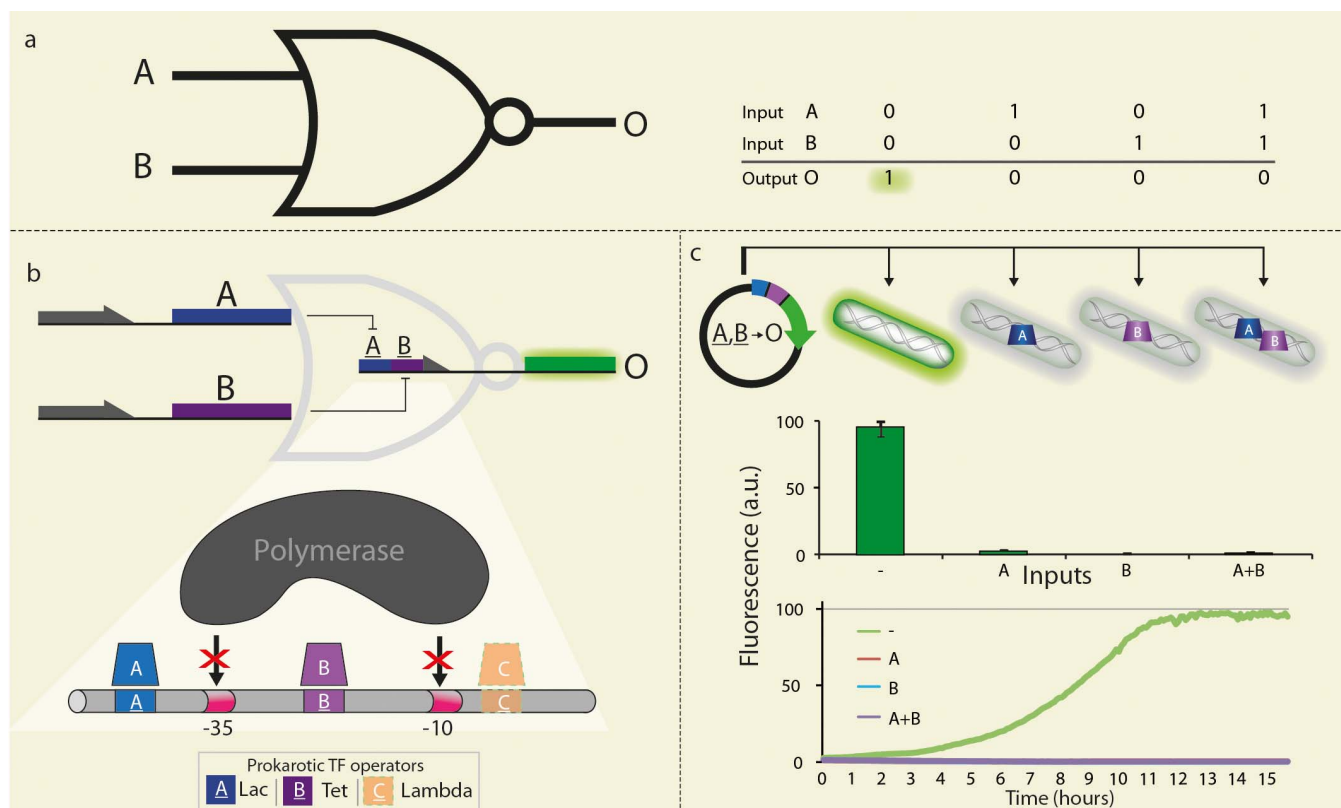 a
A
B
O
Input A 0 1 0 1
Input B 0 0 1 1
Output O 1 0 0 0
b
A
B
A B
O
Polymerase
A B C
A B C
-35 -10
Prokarotic TF operators
A Lac B Tet C Lambda
c
A,B→O
A B A B
Fluorescence (a.u.)
100
50
0
- A B A+B
Inputs
100
50
0
-
A
B
A+B
0 1 2 3 4 5 6 7 8 9 10 11 12 13 14 15
Time (hours)